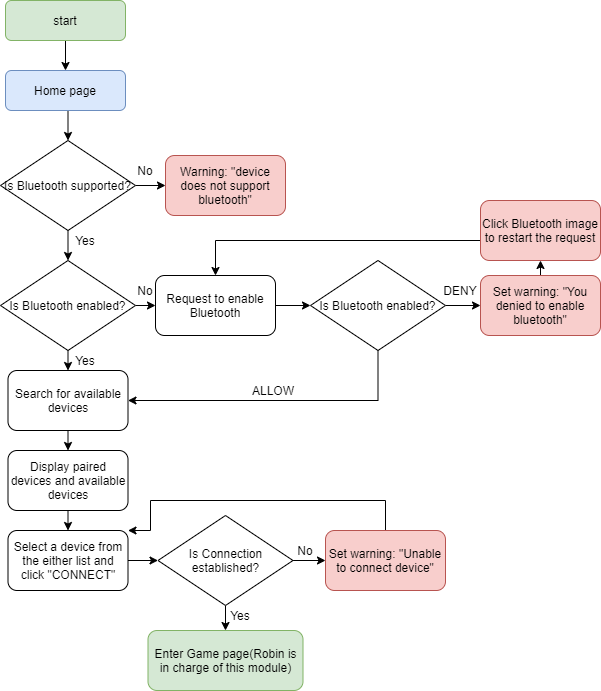 start
Home page
Is Bluetooth supported?
No
Warning: "device
does not support
bluetooth"
Yes
Is Bluetooth enabled?
No
Request to enable
Bluetooth
Is Bluetooth enabled?
DENY
Set warning: "You
denied to enable
bluetooth"
Click Bluetooth image
to restart the request
Yes
ALLOW
Search for available
devices
Display paired
devices and available
devices
Select a device from
the either list and
click "CONNECT"
Is Connection
established?
No
Set warning: "Unable
to connect device"
Yes
Enter Game page(Robin is
in charge of this module)